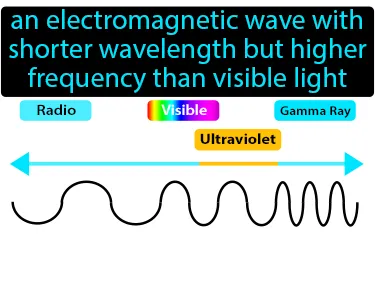 an electromagnetic wave with
shorter wavelength but higher
frequency than visible light
Radio
Visible
Gamma Ray
Ultraviolet